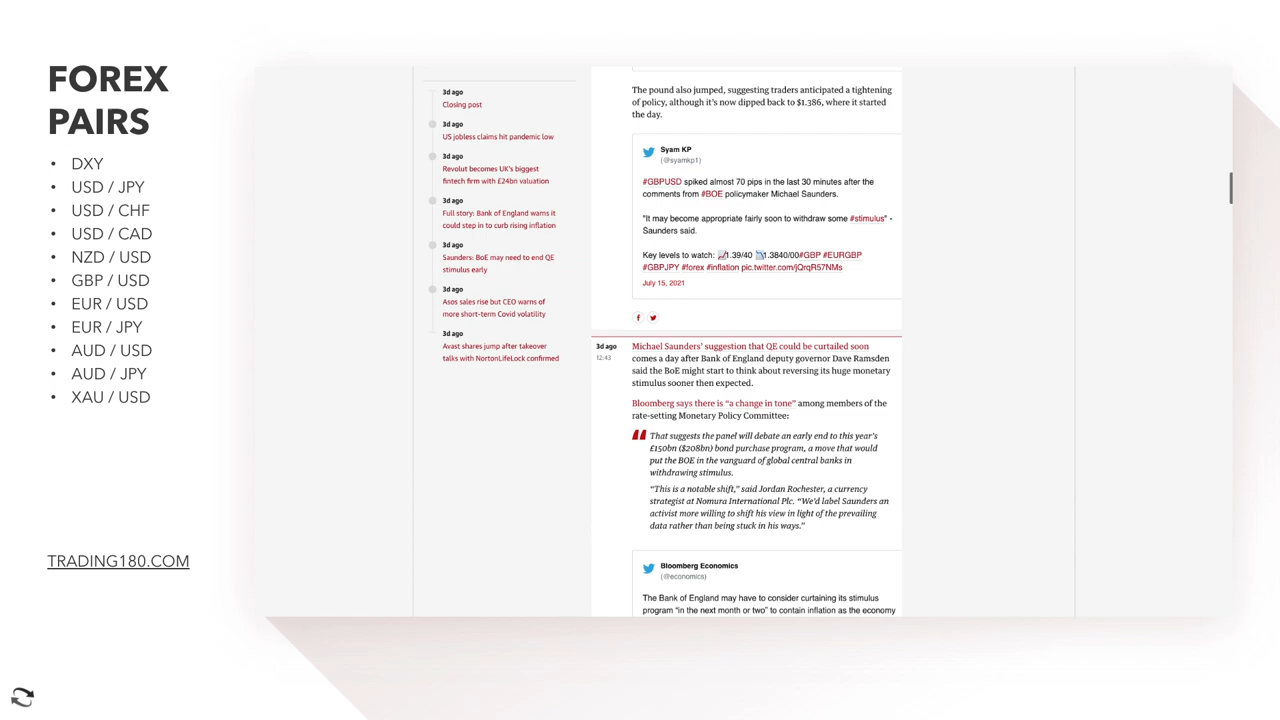 FOREX
PAIRS
• DXY
• USD / JPY
• USD / CHF
• USD / CAD
• NZD / USD
• GBP / USD
• EUR / USD
• EUR / JPY
• AUD / USD
• AUD / JPY
• XAU / USD
TRADING180.COM
3d ago
Closing post
3d ago
US jobless claims hit pandemic low
3d ago
Revolut becomes UK's biggest
fintech firm with £24bn valuation
3d ago
Full story: Bank of England warns it
could step in to curb rising inflation
3d ago
Saunders: BoE may need to end QE
stimulus early
3d ago
Asos sales rise but CEO warns of
more short-term Covid volatility
3d ago
Avast shares jump after takeover
talks with NortonLifeLock confirmed
The pound also jumped, suggesting traders anticipated a tightening
of policy, although it's now dipped back to $1.386, where it started
the day.
Syam KP
(@syamkp1)
#GBPUSD spiked almost 70 pips in the last 30 minutes after the
comments from #BOE policymaker Michael Saunders.
"It may become appropriate fairly soon to withdraw some #stimulus" -
Saunders said.
Key levels to watch: 📈1.39/40 📉1.3840/00#GBP #EURGBP
#GBPJPY #forex #inflation pic.twitter.com/jQrqR57NMs
July 15, 2021
3d ago
12:43
Michael Saunders' suggestion that QE could be curtailed soon
comes a day after Bank of England deputy governor Dave Ramsden
said the BoE might start to think about reversing its huge monetary
stimulus sooner then expected.
Bloomberg says there is “a change in tone” among members of the
rate-setting Monetary Policy Committee:
That suggests the panel will debate an early end to this year's
£150bn ($208bn) bond purchase program, a move that would
put the BOE in the vanguard of global central banks in
withdrawing stimulus.
“This is a notable shift,” said Jordan Rochester, a currency
strategist at Nomura International Plc. “We'd label Saunders an
activist more willing to shift his view in light of the prevailing
data rather than being stuck in his ways.”
Bloomberg Economics
(@economics)
The Bank of England may have to consider curtaining its stimulus
program “in the next month or two” to contain inflation as the economy